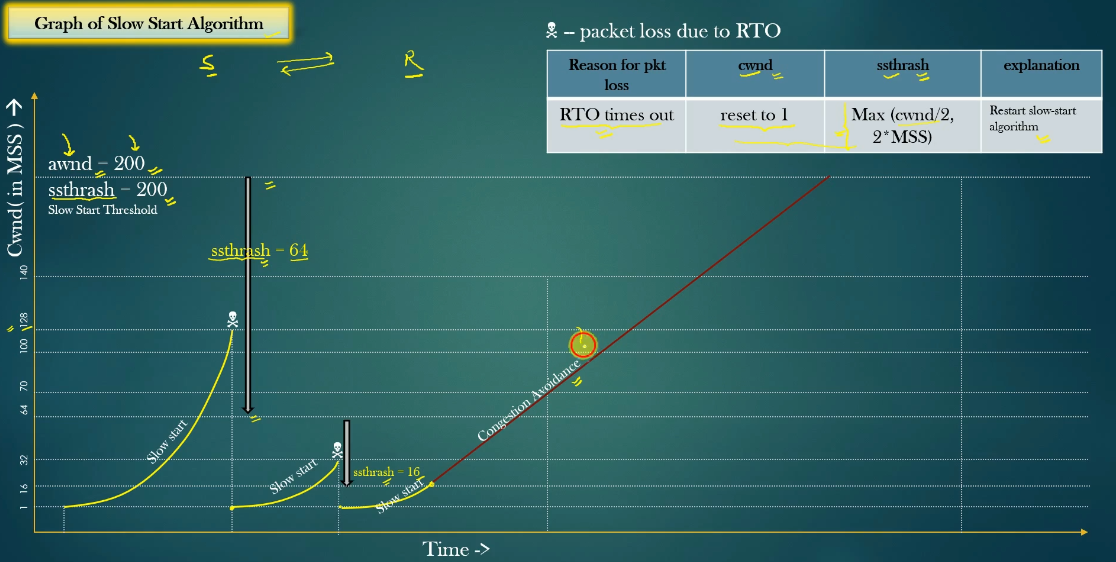 Graph of Slow Start Algorithm
S
R
☠ – packet loss due to RTO
Reason for pkt
loss
cwnd
ssthrash
explanation
RTO times out
reset to 1
Max (cwnd/2,
2*MSS)
Restart slow-start
algorithm
Cwnd( in MSS ) →
awnd = 200
ssthrash = 200
Slow Start Threshold
ssthrash = 64
140
128
100
70
64
32
16
1
Slow start
Slow start
ssthrash = 16
Slow start
Congestion Avoidance
Time ->